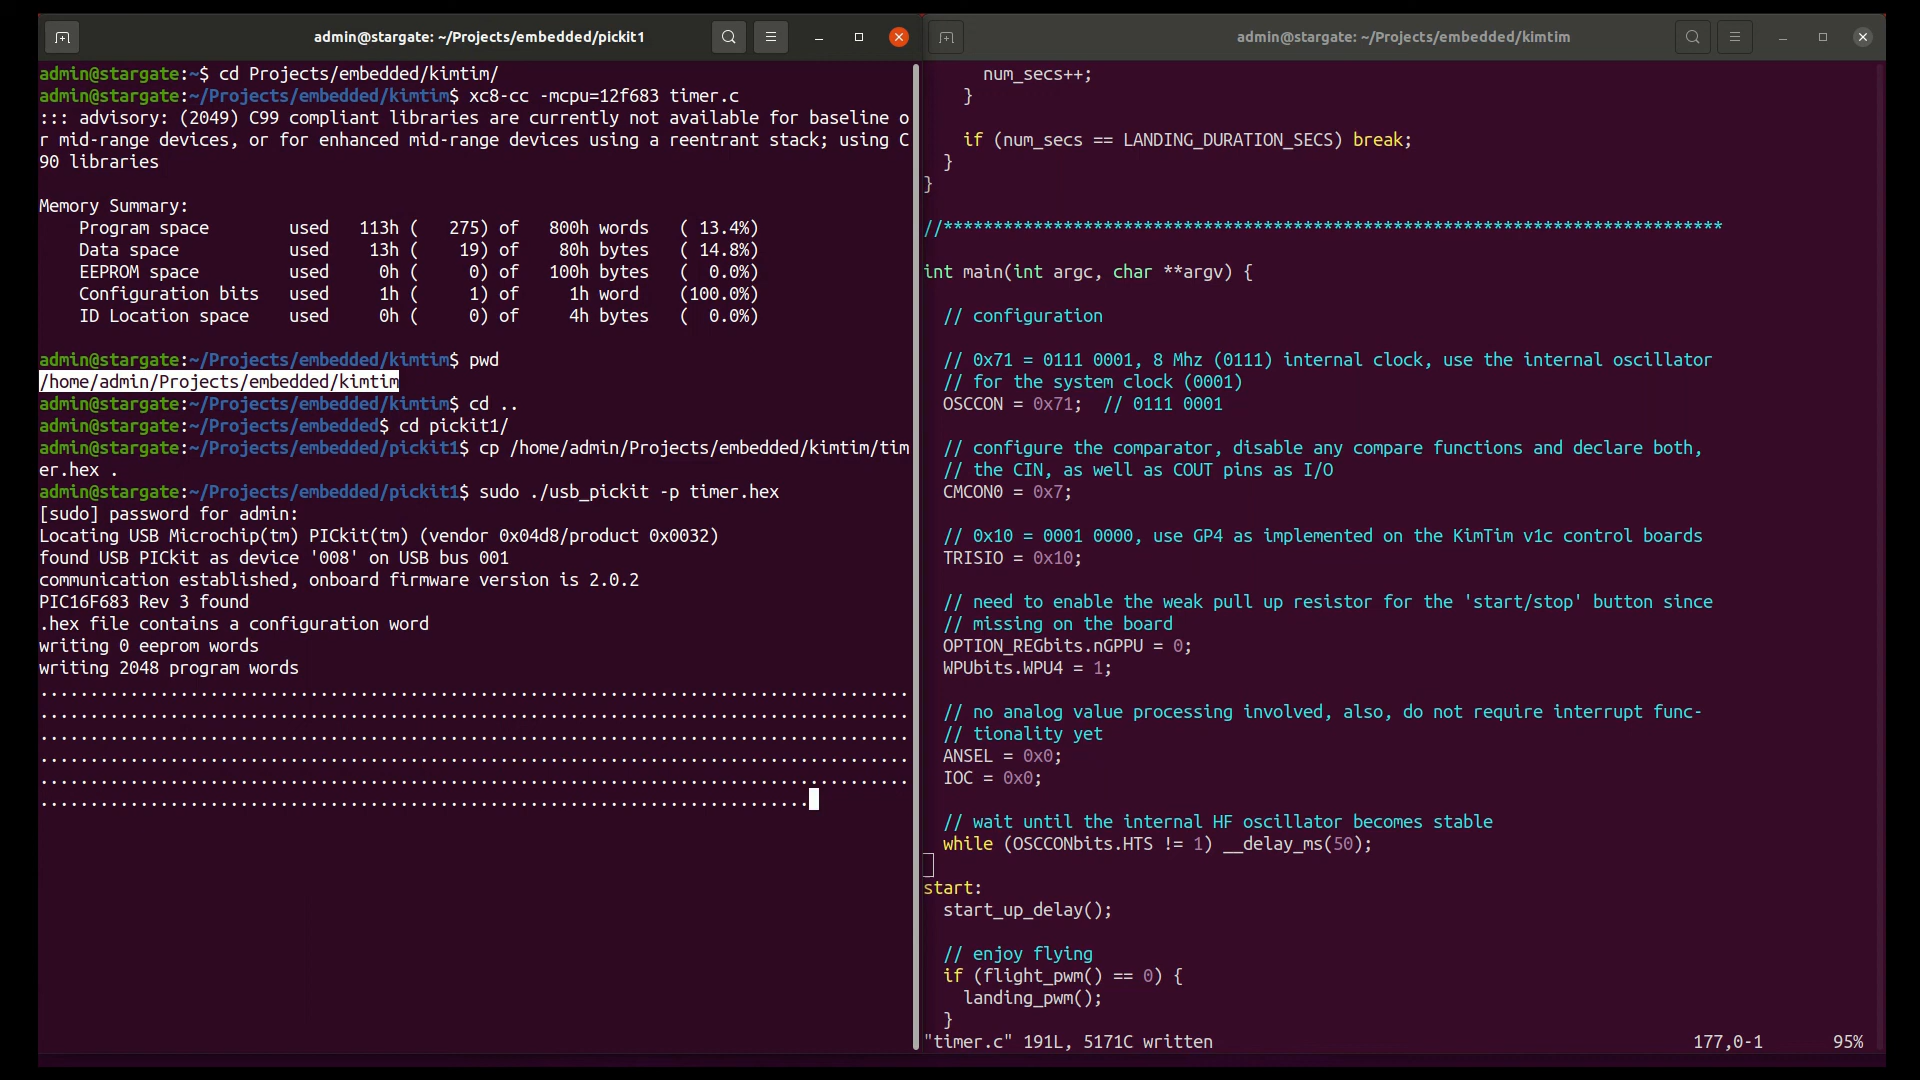 admin@stargate: ~/Projects/embedded/pickit1
admin@stargate:~$ cd Projects/embedded/kimtim/
admin@stargate:~/Projects/embedded/kimtim$ xc8-cc -mcpu=12f683 timer.c
::: advisory: (2049) C99 compliant libraries are currently not available for baseline o
r mid-range devices, or for enhanced mid-range devices using a reentrant stack; using C
90 libraries
Memory Summary:
    Program space        used   113h (   275) of   800h words   ( 13.4%)
    Data space           used    13h (    19) of    80h bytes   ( 14.8%)
    EEPROM space         used     0h (     0) of   100h bytes   (  0.0%)
    Configuration bits   used     1h (     1) of     1h word    (100.0%)
    ID Location space    used     0h (     0) of     4h bytes   (  0.0%)
admin@stargate:~/Projects/embedded/kimtim$ pwd
/home/admin/Projects/embedded/kimtim
admin@stargate:~/Projects/embedded/kimtim$ cd ..
admin@stargate:~/Projects/embedded$ cd pickit1/
admin@stargate:~/Projects/embedded/pickit1$ cp /home/admin/Projects/embedded/kimtim/tim
er.hex .
admin@stargate:~/Projects/embedded/pickit1$ sudo ./usb_pickit -p timer.hex
[sudo] password for admin:
Locating USB Microchip(tm) PICkit(tm) (vendor 0x04d8/product 0x0032)
found USB PICkit as device '008' on USB bus 001
communication established, onboard firmware version is 2.0.2
PIC16F683 Rev 3 found
.hex file contains a configuration word
writing 0 eeprom words
writing 2048 program words
.......................................................................................
.......................................................................................
.......................................................................................
.......................................................................................
.......................................................................................
.............................................................................
admin@stargate: ~/Projects/embedded/kimtim
      num_secs++;
    }
    if (num_secs == LANDING_DURATION_SECS) break;
  }
}
//******************************************************************************
int main(int argc, char **argv) {
  // configuration
  // 0x71 = 0111 0001, 8 Mhz (0111) internal clock, use the internal oscillator
  // for the system clock (0001)
  OSCCON = 0x71;  // 0111 0001
  // configure the comparator, disable any compare functions and declare both,
  // the CIN, as well as COUT pins as I/O
  CMCON0 = 0x7;
  // 0x10 = 0001 0000, use GP4 as implemented on the KimTim v1c control boards
  TRISIO = 0x10;
  // need to enable the weak pull up resistor for the 'start/stop' button since
  // missing on the board
  OPTION_REGbits.nGPPU = 0;
  WPUbits.WPU4 = 1;
  // no analog value processing involved, also, do not require interrupt func-
  // tionality yet
  ANSEL = 0x0;
  IOC = 0x0;
  // wait until the internal HF oscillator becomes stable
  while (OSCCONbits.HTS != 1) __delay_ms(50);
start:
  start_up_delay();
  // enjoy flying
  if (flight_pwm() == 0) {
    landing_pwm();
  }
"timer.c" 191L, 5171C written                                                177,0-1       95%